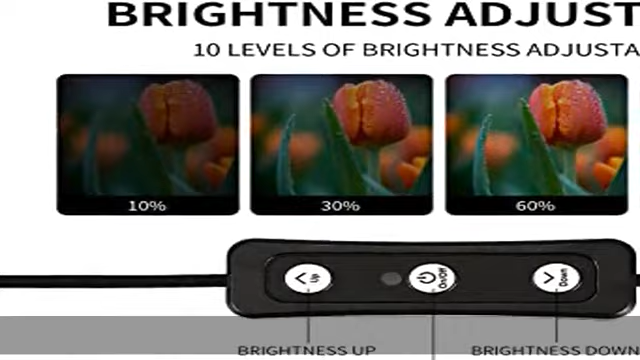 BRIGHTNESS ADJUST
10 LEVELS OF BRIGHTNESS ADJUSTA
10% 30% 60%
Up On/Off Down
BRIGHTNESS UP BRIGHTNESS DOWN